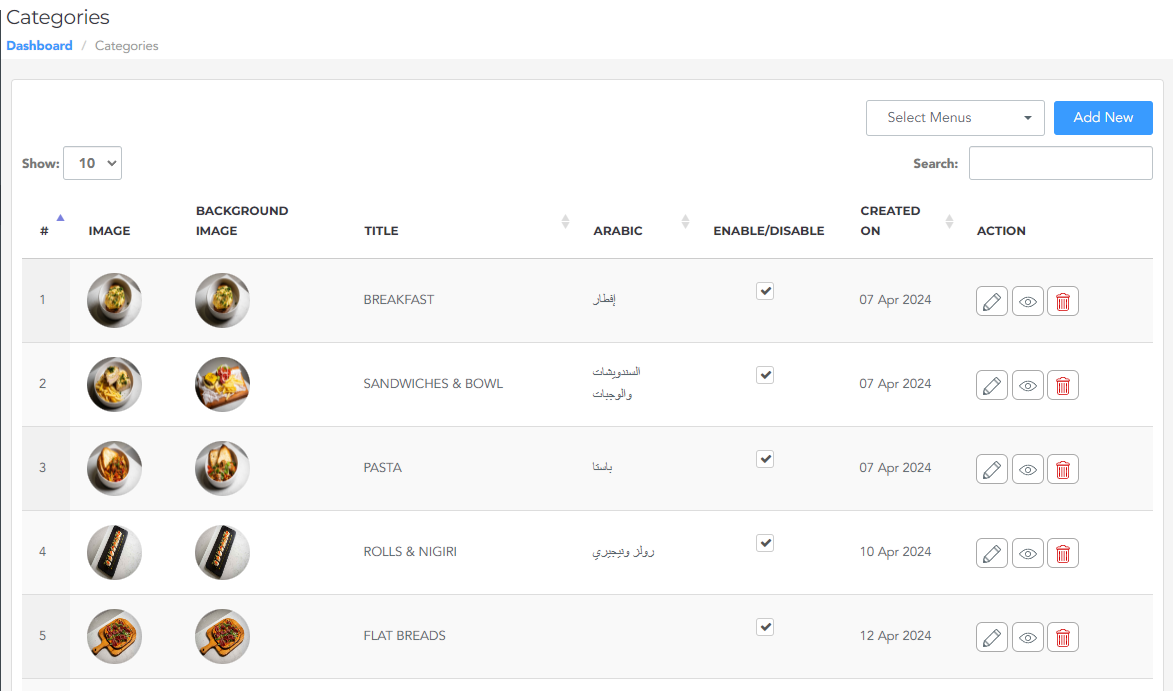 Categories
Dashboard / Categories
Select Menus
Add New
Show: 10
Search:
# IMAGE BACKGROUND IMAGE TITLE ARABIC ENABLE/DISABLE CREATED ON ACTION
1 BREAKFAST إفطار 07 Apr 2024
2 SANDWICHES & BOWL السندويشات والوجبات 07 Apr 2024
3 PASTA باستا 07 Apr 2024
4 ROLLS & NIGIRI رولز ونيجيري 10 Apr 2024
5 FLAT BREADS 12 Apr 2024